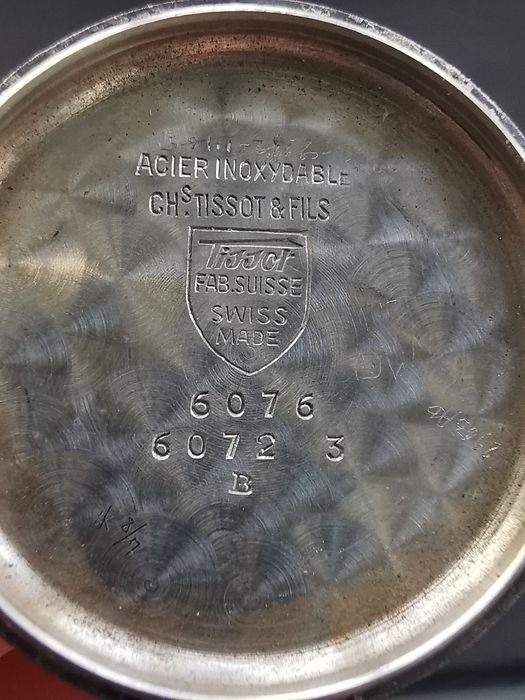 ACIER INOXYDABLE
CHS. TISSOT & FILS
Tissot
FAB. SUISSE
SWISS
MADE
6076
6072 3
B